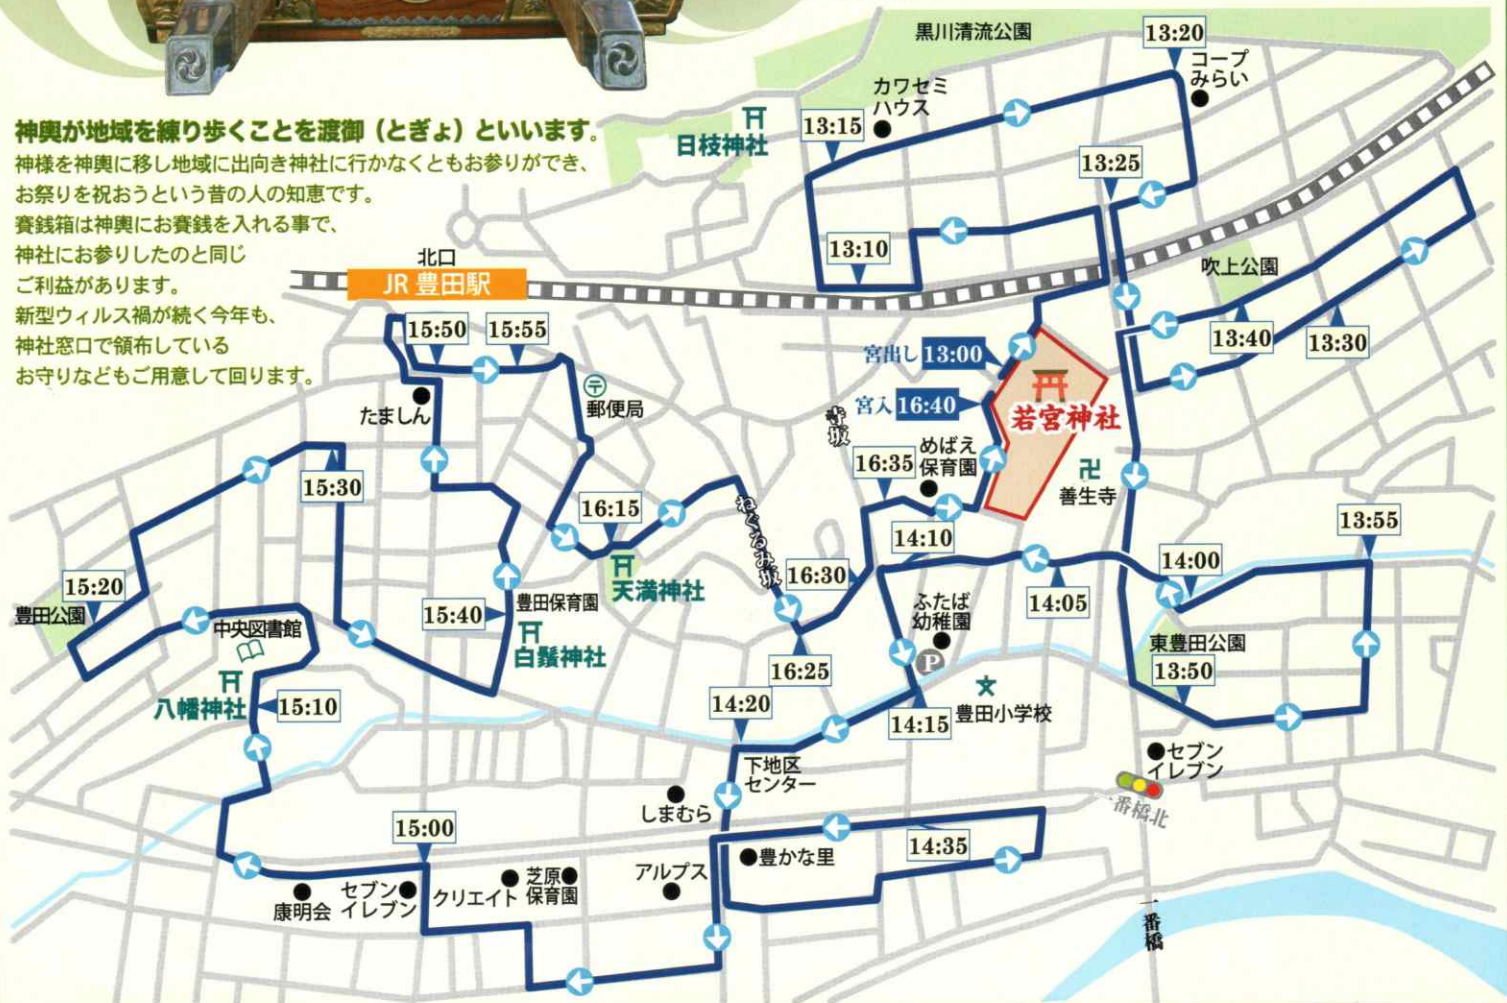 神輿が地域を練り歩くことを渡御（とぎょ）といいます。
神様を神輿に移し地域に出向き神社に行かなくともお参りができ、
お祭りを祝おうという昔の人の知恵です。
賽銭箱は神輿にお賽銭を入れる事で、
神社にお参りしたのと同じ
ご利益があります。
新型ウィルス禍が続く今年も、
神社窓口で領布している
お守りなどもご用意して回ります。
黒川清流公園
13:20
コープ
みらい
カワセミ
ハウス
13:15
日枝神社
13:25
13:10
北口
JR 豊田駅
吹上公園
13:40
13:30
15:50
15:55
宮出し 13:00
宮入 16:40
若宮神社
たましん
〒
郵便局
寺坂
めばえ
保育園
16:35
卍
善生寺
15:30
16:15
ねぐるみ坂
14:10
13:55
天満神社
16:30
14:00
15:20
豊田公園
15:40
豊田保育園
白鬚神社
中央図書館
八幡神社
15:10
ふたば
幼稚園
P
14:05
東豊田公園
13:50
16:25
14:20
14:15
文
豊田小学校
下地区
センター
セブン
イレブン
一番橋北
しまむら
15:00
14:35
豊かな里
アルプス
芝原
保育園
クリエイト
セブン
イレブン
康明会
一番橋